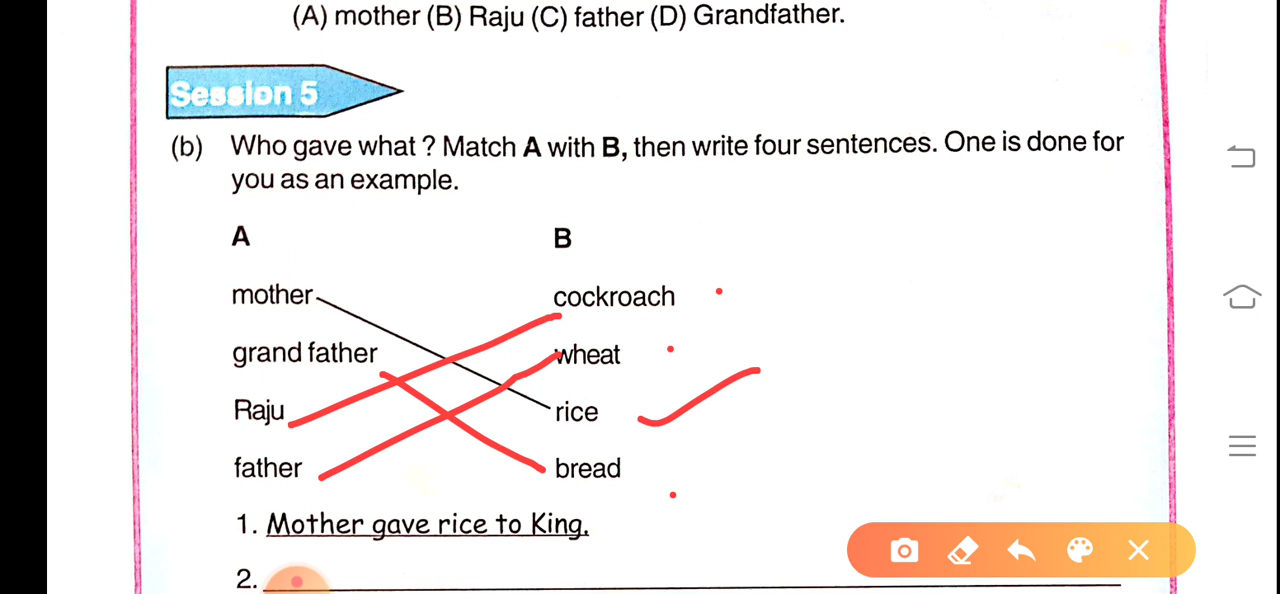 (A) mother (B) Raju (C) father (D) Grandfather.
Session 5
(b) Who gave what ? Match A with B, then write four sentences. One is done for
you as an example.
A B
mother cockroach
grand father wheat
Raju rice
father bread
1. Mother gave rice to King.
2.